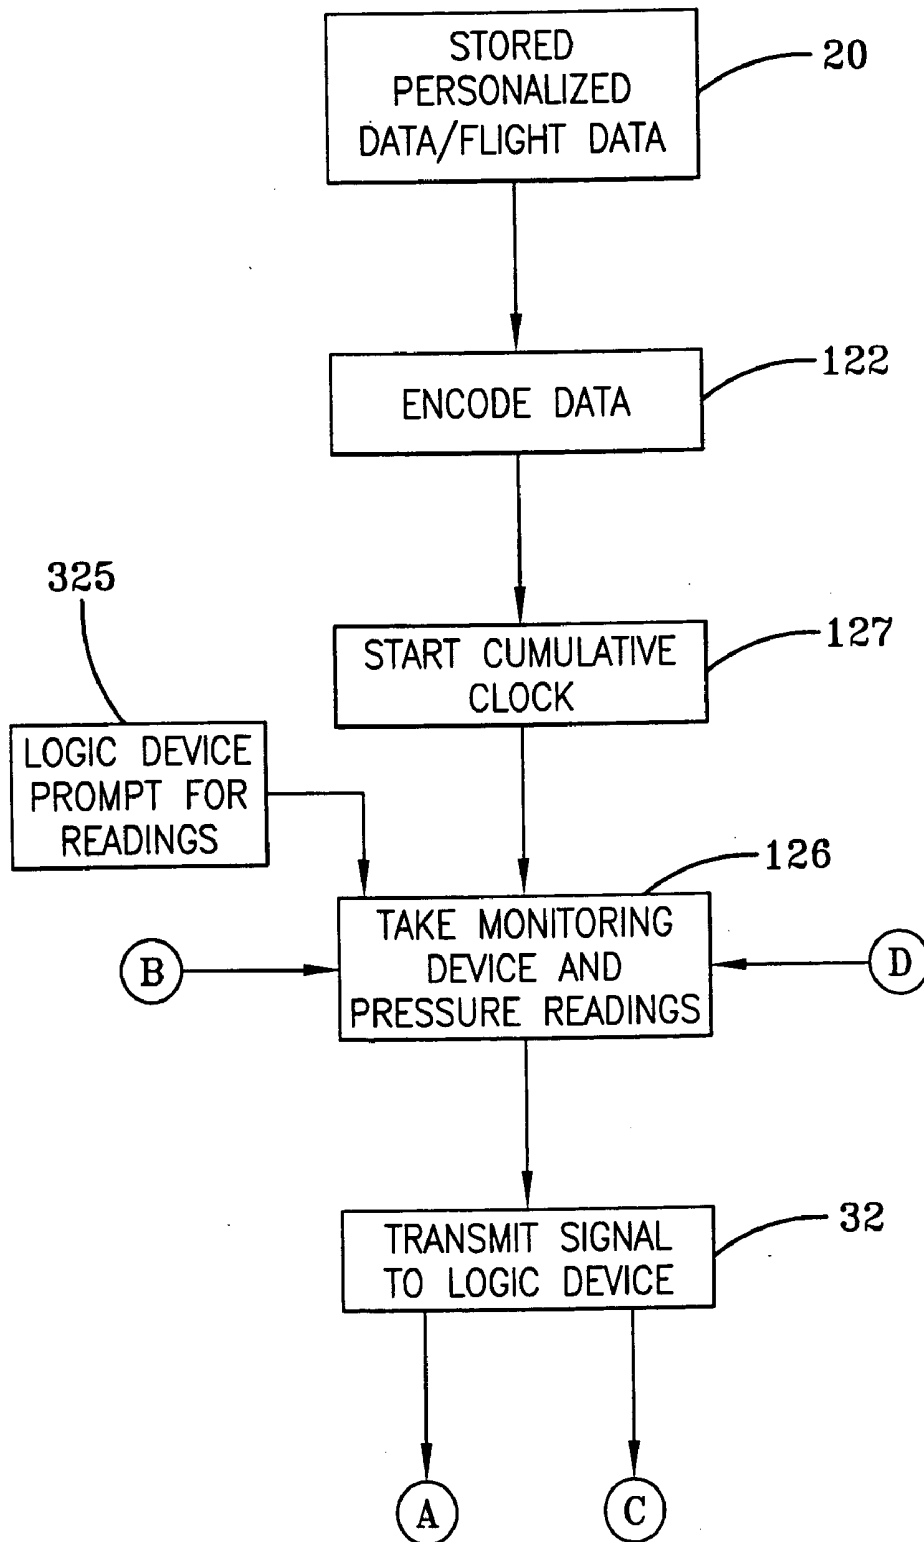 STORED
PERSONALIZED
DATA/FLIGHT DATA
20
ENCODE DATA
122
START CUMULATIVE
CLOCK
127
325
LOGIC DEVICE
PROMPT FOR
READINGS
TAKE MONITORING
DEVICE AND
PRESSURE READINGS
126
B
D
TRANSMIT SIGNAL
TO LOGIC DEVICE
32
A
C